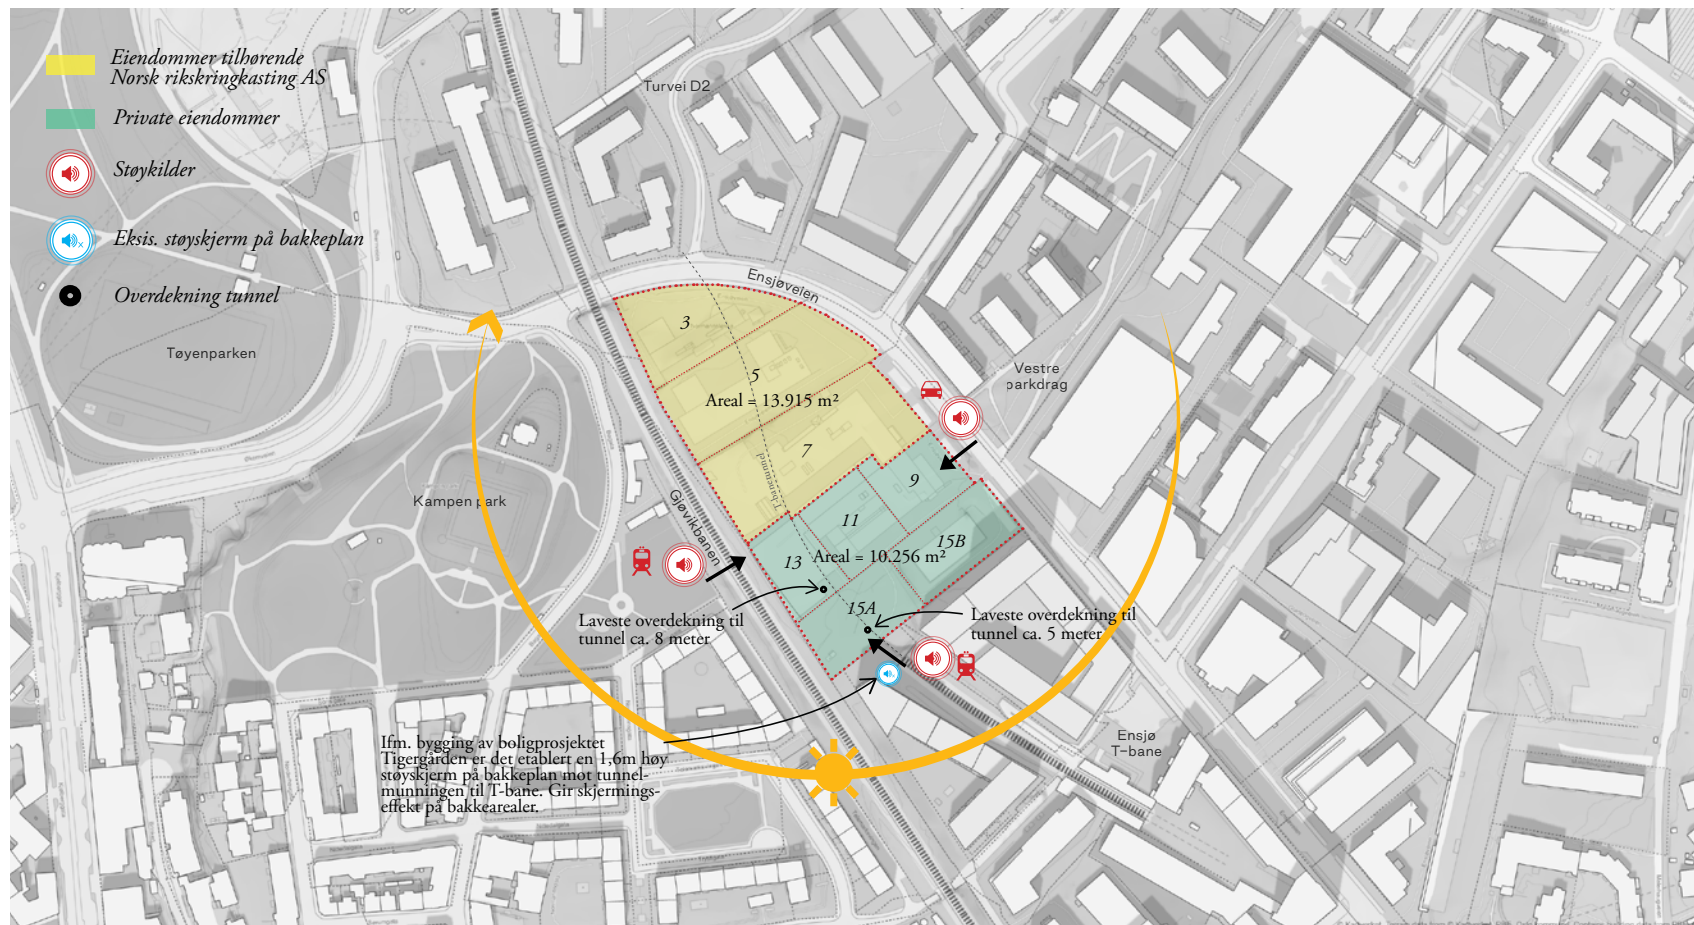 Eiendommer tilhørende
Norsk rikskringkasting AS
Private eiendommer
Støykilder
Eksis. støyskjerm på bakkeplan
Overdekning tunnel
Turvei D2
Ensjøveien
Tøyenparken
3
5
Areal = 13.915 m²
7
Vestre
parkdrag
T-banetunnel
Kampen park
Gjøvikbanen
9
11
15B
13
Areal = 10.256 m²
15A
Laveste overdekning til
tunnel ca. 8 meter
Laveste overdekning til
tunnel ca. 5 meter
Ensjø
T-bane
Ifm. bygging av boligprosjektet
Tigergården er det etablert en 1,6m høy
støyskjerm på bakkeplan mot tunnel-
munningen til T-bane. Gir skjermings-
effekt på bakkearealer.